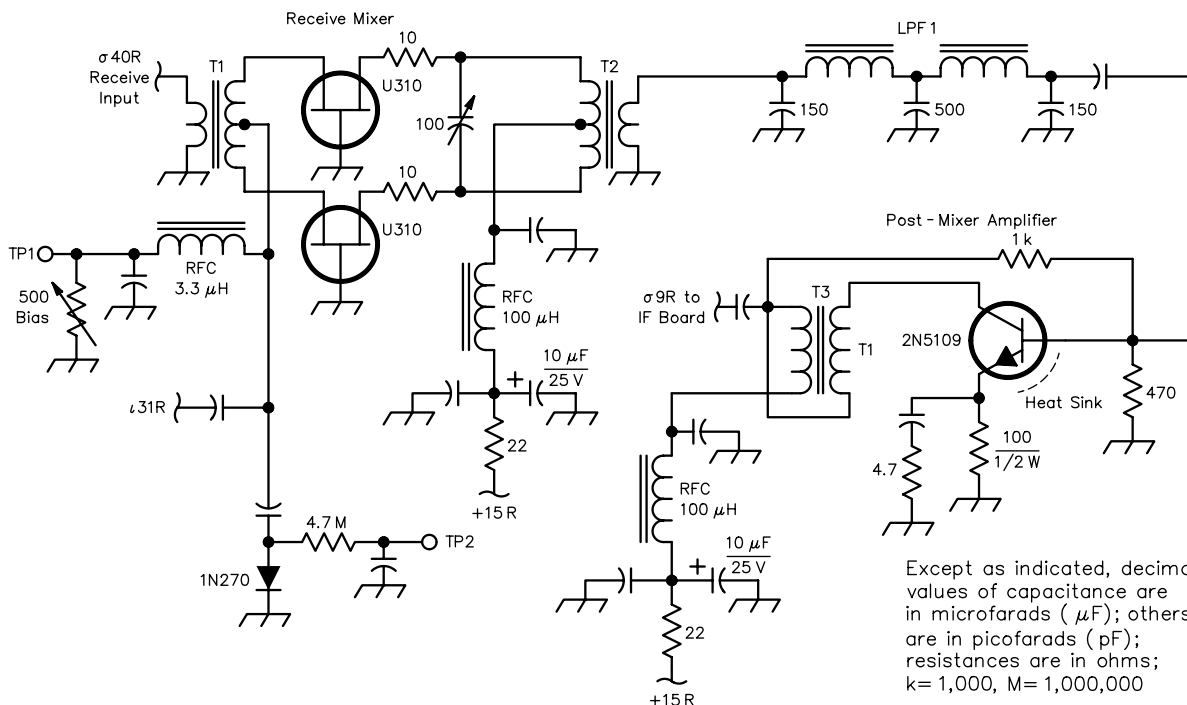 Receive Mixer
σ40R
Receive
Input
T1
10
U310
100
10
U310
T2
LPF1
150
500
150
TP1
500
Bias
RFC
3.3 μH
RFC
100 μH
+
10 μF
25 V
22
+15R
ι31R
4.7 M
TP2
1N270
Post-Mixer Amplifier
1k
σ9R to
IF Board
T3
T1
2N5109
Heat Sink
470
4.7
100
1/2 W
RFC
100 μH
+
10 μF
25 V
22
+15R
Except as indicated, decima
values of capacitance are
in microfarads ( μF); others
are in picofarads (pF);
resistances are in ohms;
k=1,000, M=1,000,000